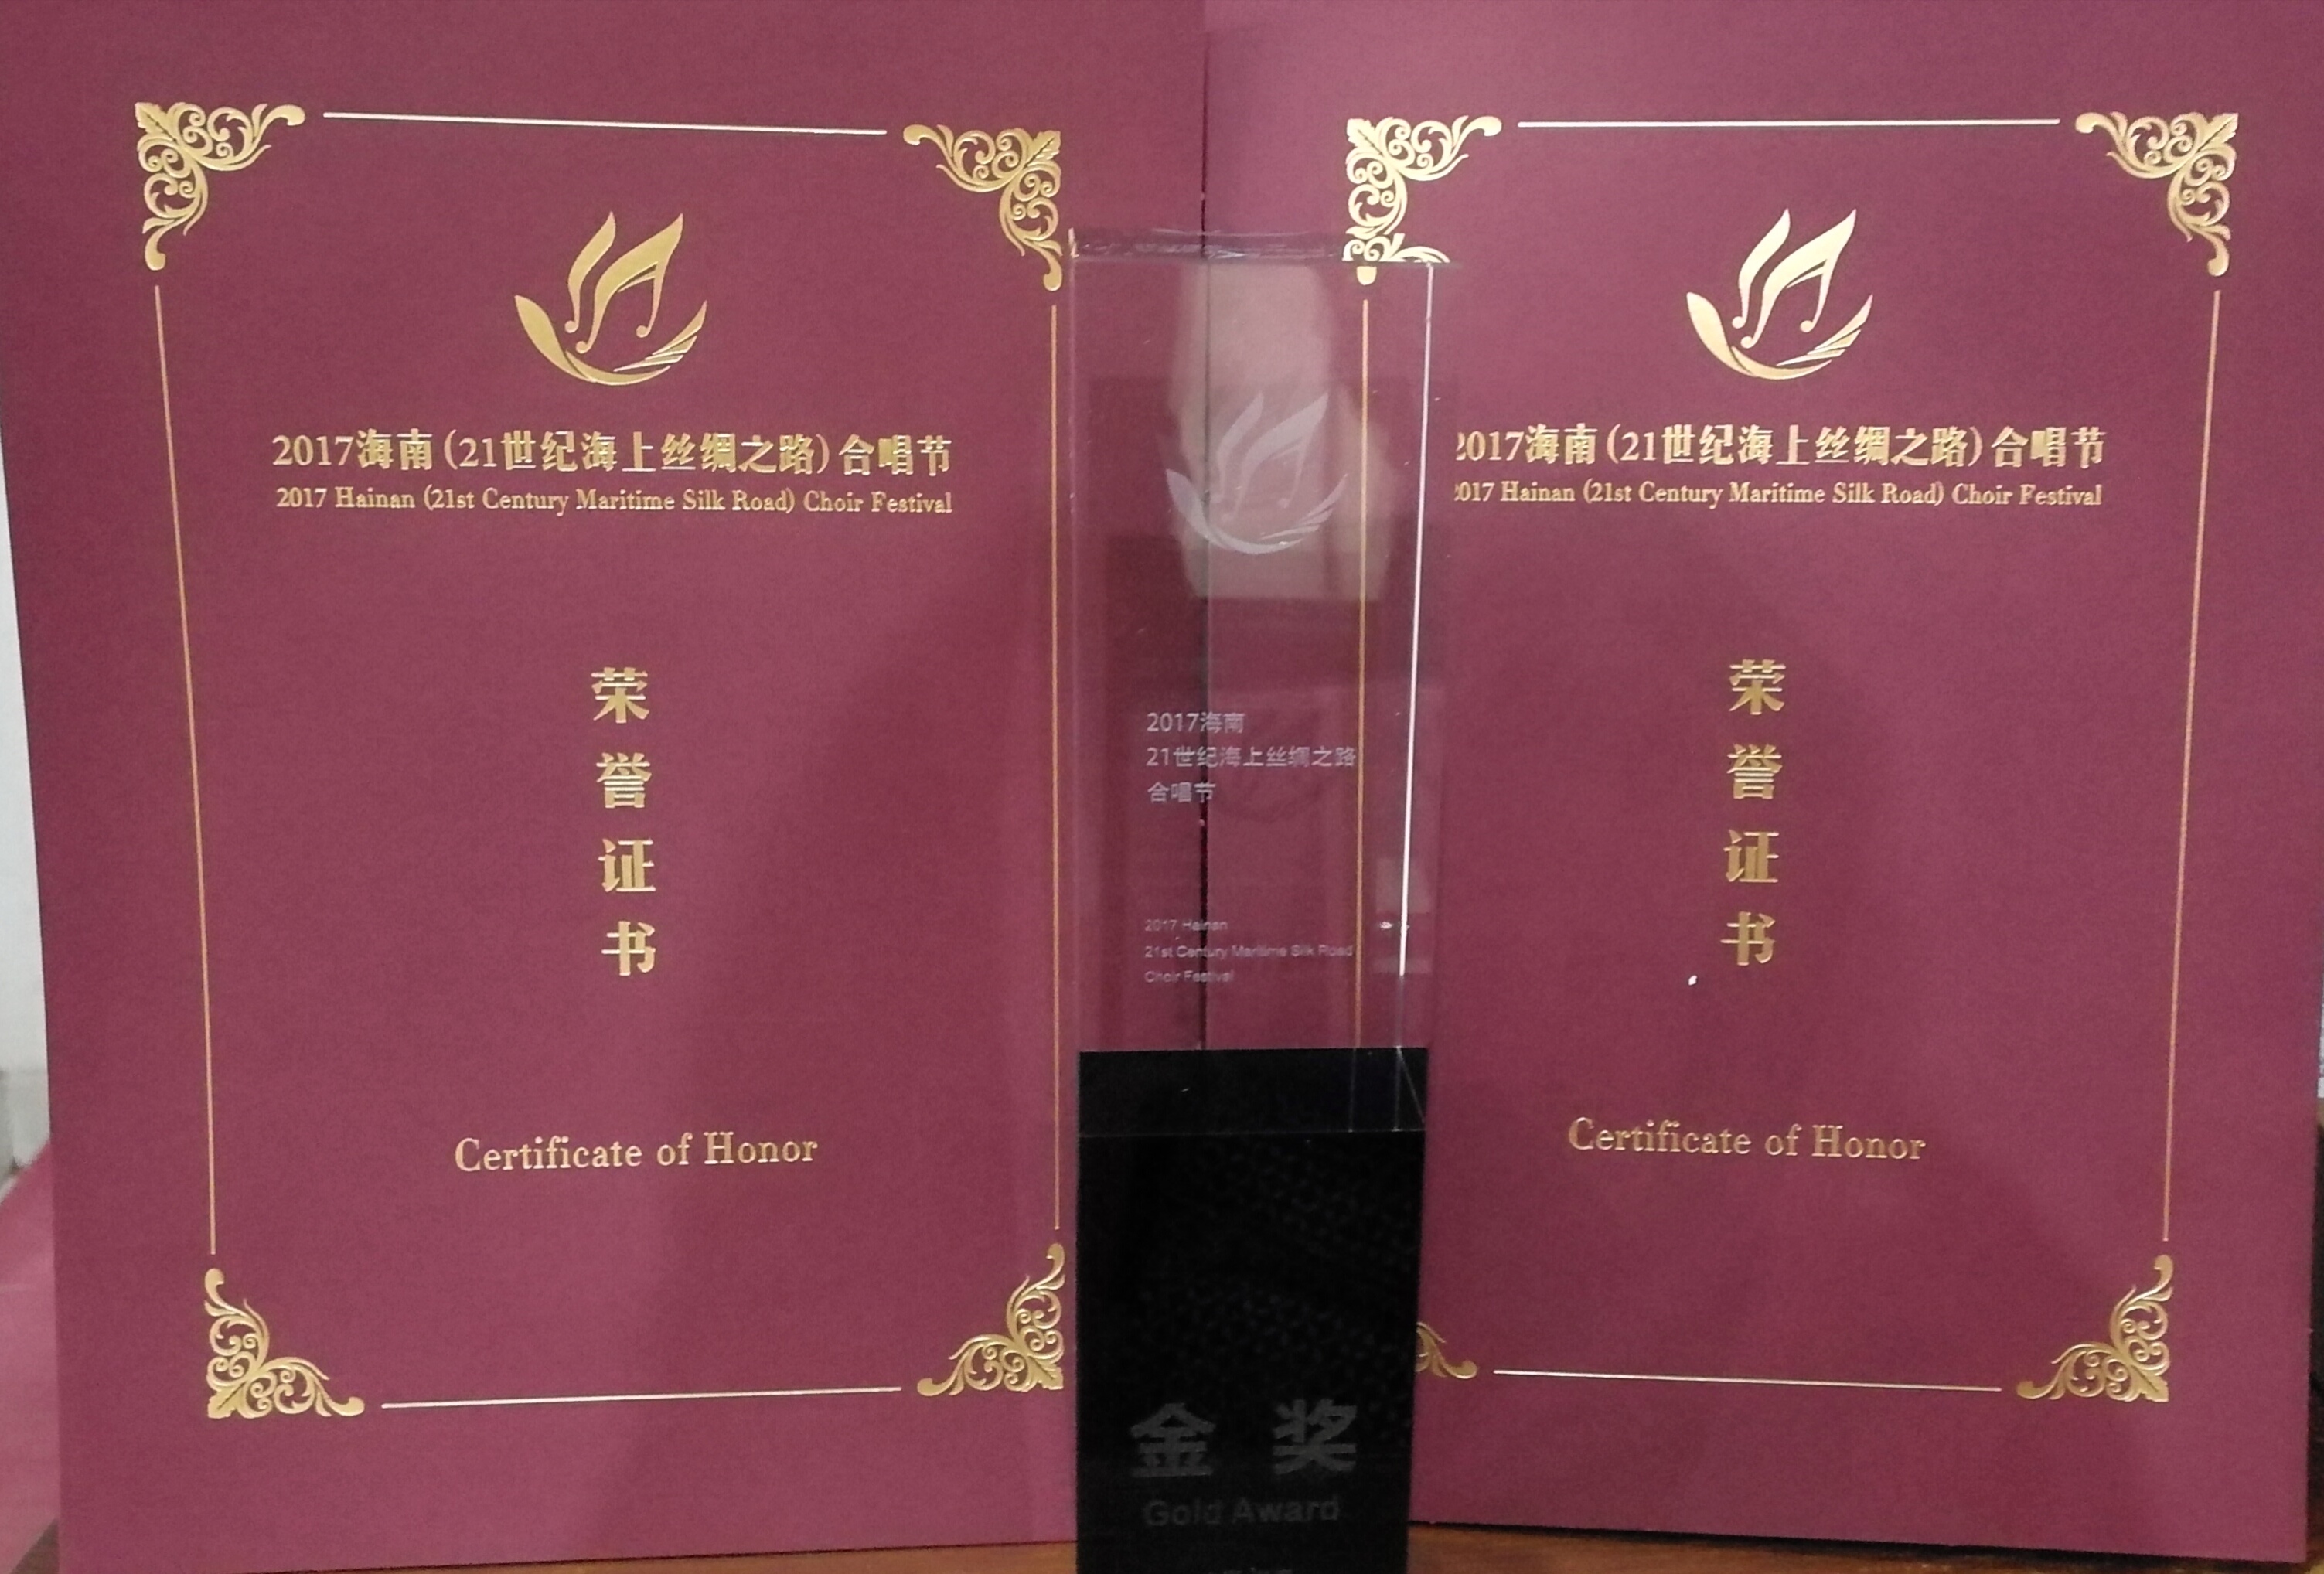 2017海南(21世纪海上丝绸之路)合唱节
2017 Hainan (21st Century Maritime Silk Road) Choir Festival
荣誉证书
Certificate of Honor
2017海南
21世纪海上丝绸之路
合唱节
2017 Hainan
21st Century Maritime Silk Road
Choir Festival
金奖
Gold Award
2017海南(21世纪海上丝绸之路)合唱节
2017 Hainan (21st Century Maritime Silk Road) Choir Festival
荣誉证书
Certificate of Honor